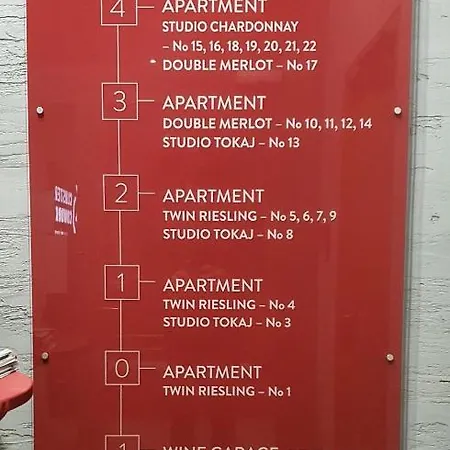 4 APARTMENT
STUDIO CHARDONNAY
– No 15, 16, 18, 19, 20, 21, 22
DOUBLE MERLOT – No 17
3 APARTMENT
DOUBLE MERLOT – No 10, 11, 12, 14
STUDIO TOKAJ – No 13
2 APARTMENT
TWIN RIESLING – No 5, 6, 7, 9
STUDIO TOKAJ – No 8
1 APARTMENT
TWIN RIESLING – No 4
STUDIO TOKAJ – No 3
0 APARTMENT
TWIN RIESLING – No 1
WINE GARAGE